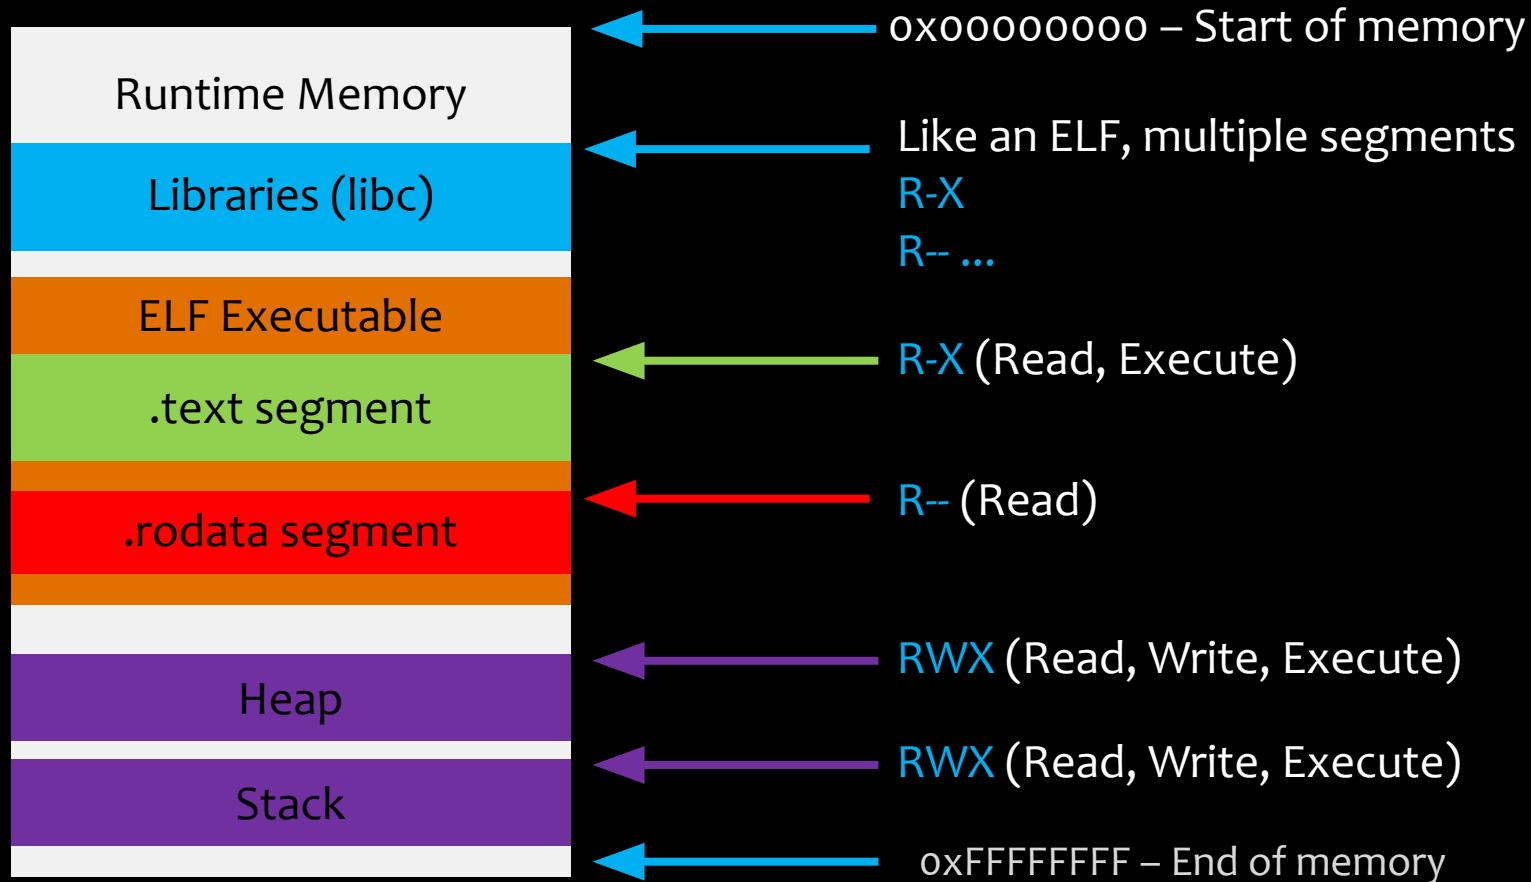 0x00000000 – Start of memory
Runtime Memory
Like an ELF, multiple segments
Libraries (libc)
R-X
R-- ...
ELF Executable
R-X (Read, Execute)
.text segment
R-- (Read)
.rodata segment
RWX (Read, Write, Execute)
Heap
RWX (Read, Write, Execute)
Stack
0xFFFFFFFF – End of memory